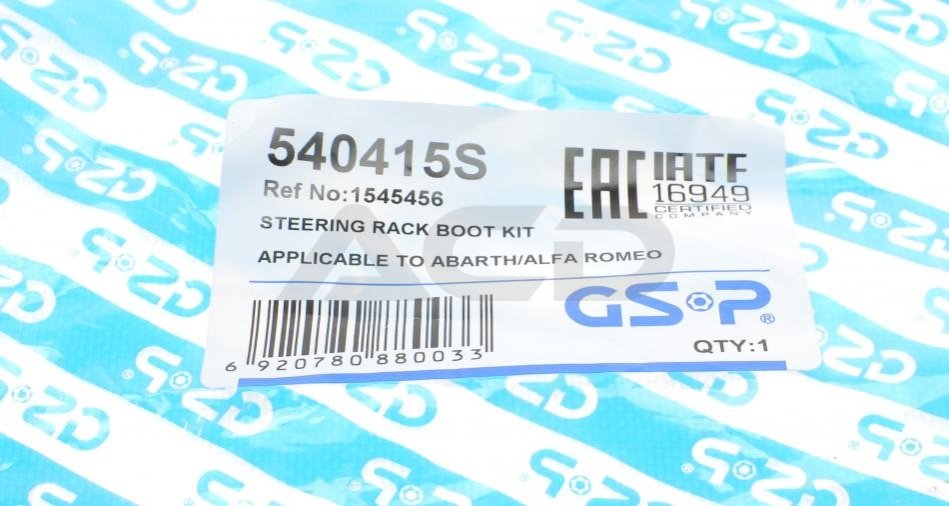 540415S
Ref No:1545456
STEERING RACK BOOT KIT
APPLICABLE TO ABARTH/ALFA ROMEO
EAC
IATF
16949
CERTIFIED
COMPANY
ACD
GSP®
QTY:1
6 920780 880033